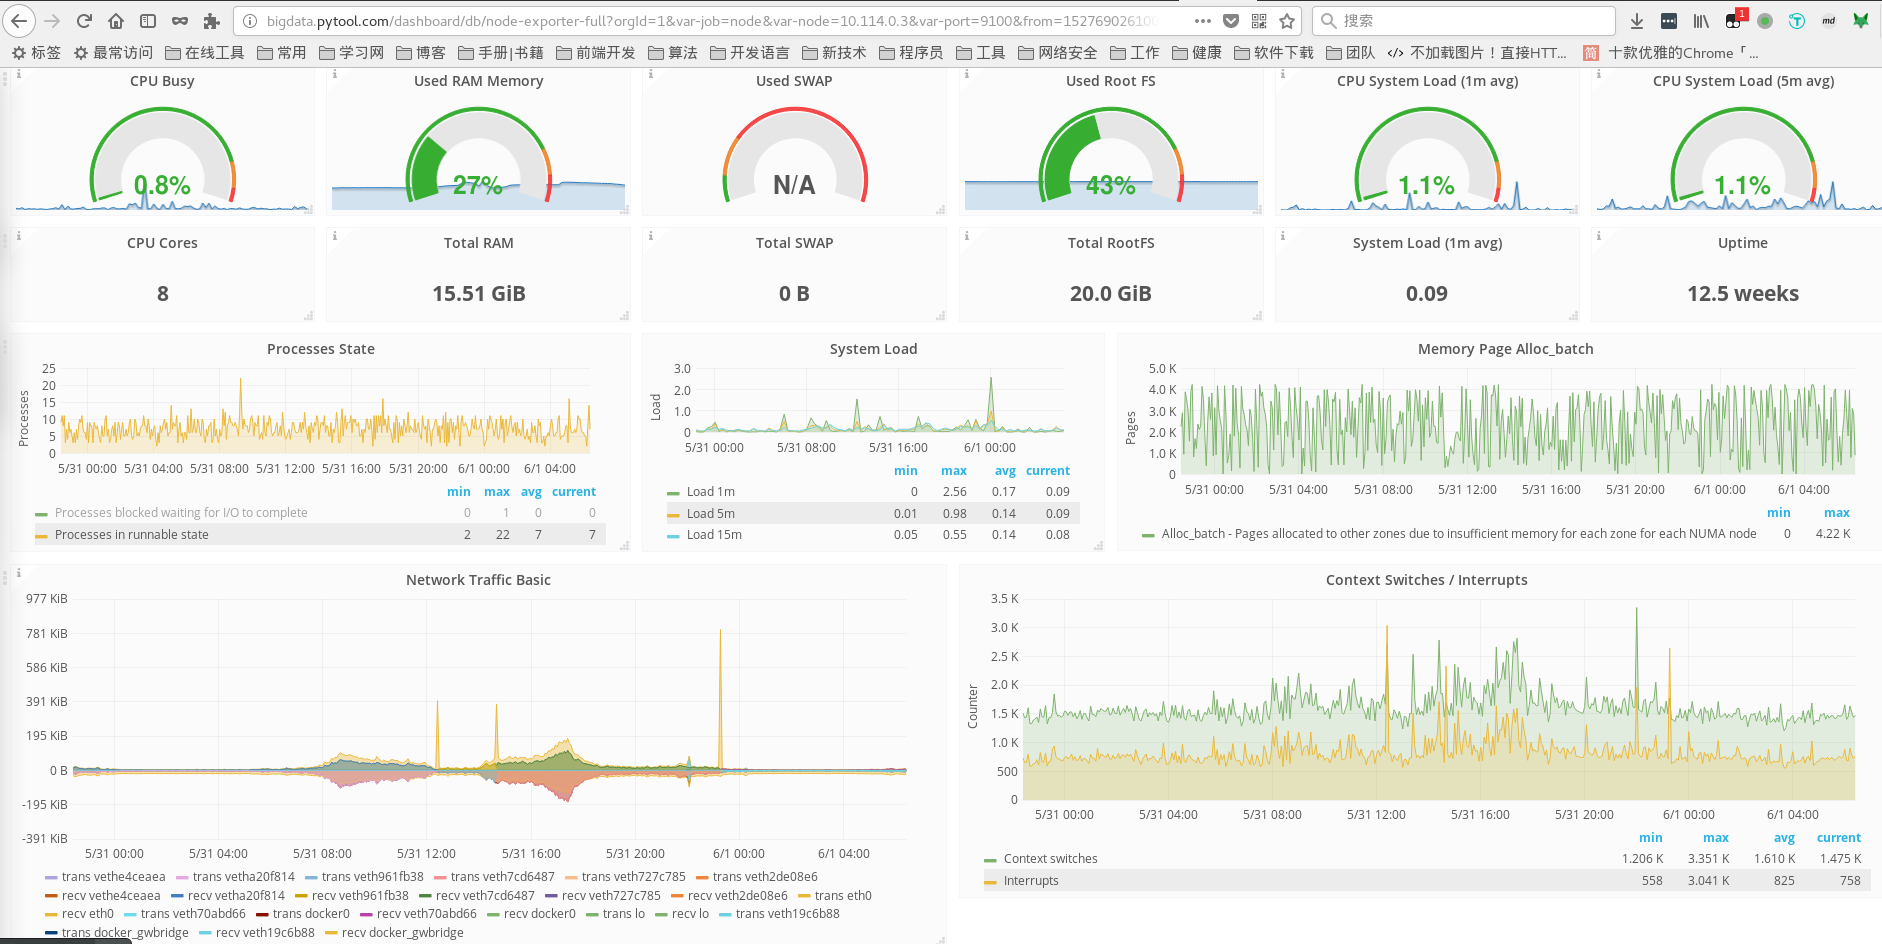 bigdata.pytool.com/dashboard/db/node-exporter-full?orgId=1&var-job=node&var-node=10.114.0.3&var-port=9100&from=152769026100
搜索
1
md
标签 最常访问 在线工具 常用 学习网 博客 手册|书籍 前端开发 算法 开发语言 新技术 程序员 工具 网络安全 工作 健康 软件下载 团队 不加载图片！直接HTT... 简 十款优雅的Chrome「...
CPU Busy Used RAM Memory Used SWAP Used Root FS CPU System Load (1m avg) CPU System Load (5m avg)
0.8% 27% N/A 43% 1.1% 1.1%
CPU Cores Total RAM Total SWAP Total RootFS System Load (1m avg) Uptime
8 15.51 GiB 0 B 20.0 GiB 0.09 12.5 weeks
Processes State
Processes
25
20
15
10
5
0
5/31 00:00 5/31 04:00 5/31 08:00 5/31 12:00 5/31 16:00 5/31 20:00 6/1 00:00 6/1 04:00
min max avg current
Processes blocked waiting for I/O to complete 0 1 0 0
Processes in runnable state 2 22 7 7
System Load
Load
3.0
2.0
1.0
0
5/31 00:00 5/31 08:00 5/31 16:00 6/1 00:00
min max avg current
Load 1m 0 2.56 0.17 0.09
Load 5m 0.01 0.98 0.14 0.09
Load 15m 0.05 0.55 0.14 0.08
Memory Page Alloc_batch
Pages
5.0 K
4.0 K
3.0 K
2.0 K
1.0 K
0
5/31 00:00 5/31 04:00 5/31 08:00 5/31 12:00 5/31 16:00 5/31 20:00 6/1 00:00 6/1 04:00
min max
Alloc_batch - Pages allocated to other zones due to insufficient memory for each zone for each NUMA node 0 4.22 K
Network Traffic Basic
977 KiB
781 KiB
586 KiB
391 KiB
195 KiB
0 B
-195 KiB
-391 KiB
5/31 00:00 5/31 04:00 5/31 08:00 5/31 12:00 5/31 16:00 5/31 20:00 6/1 00:00 6/1 04:00
trans vethe4ceaea trans vetha20f814 trans veth961fb38 trans veth7cd6487 trans veth727c785 trans veth2de08e6
recv vethe4ceaea recv vetha20f814 recv veth961fb38 recv veth7cd6487 recv veth727c785 recv veth2de08e6 trans eth0
recv eth0 trans veth70abd66 trans docker0 recv veth70abd66 recv docker0 trans lo recv lo trans veth19c6b88
trans docker_gwbridge recv veth19c6b88 recv docker_gwbridge
Context Switches / Interrupts
Counter
3.5 K
3.0 K
2.5 K
2.0 K
1.5 K
1.0 K
500
0
5/31 00:00 5/31 04:00 5/31 08:00 5/31 12:00 5/31 16:00 5/31 20:00 6/1 00:00 6/1 04:00
min max avg current
Context switches 1.206 K 3.351 K 1.610 K 1.475 K
Interrupts 558 3.041 K 825 758